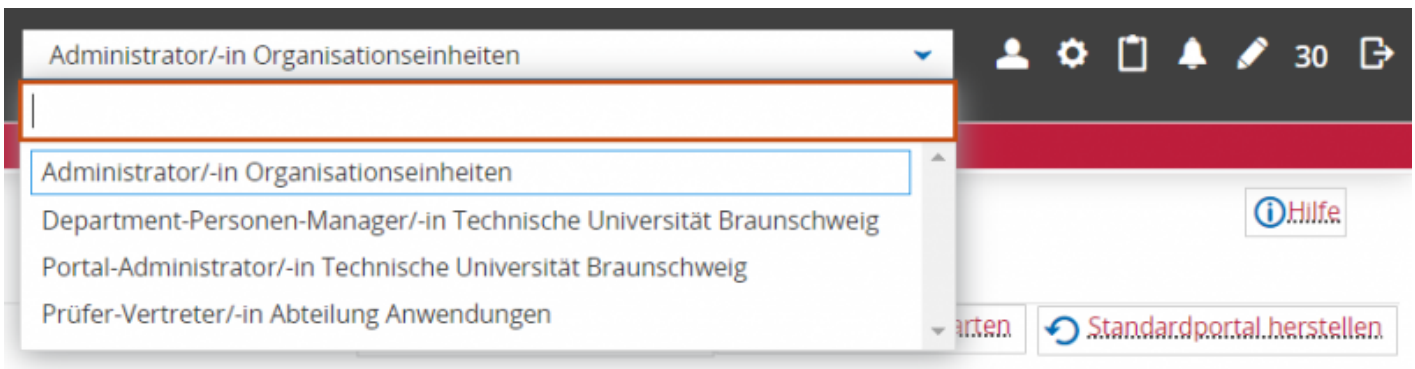 Administrator/-in Organisationseinheiten
30
Administrator/-in Organisationseinheiten
Department-Personen-Manager/-in Technische Universität Braunschweig
Hilfe
Portal-Administrator/-in Technische Universität Braunschweig
Prüfer-Vertreter/-in Abteilung Anwendungen
arten
Standardportal herstellen